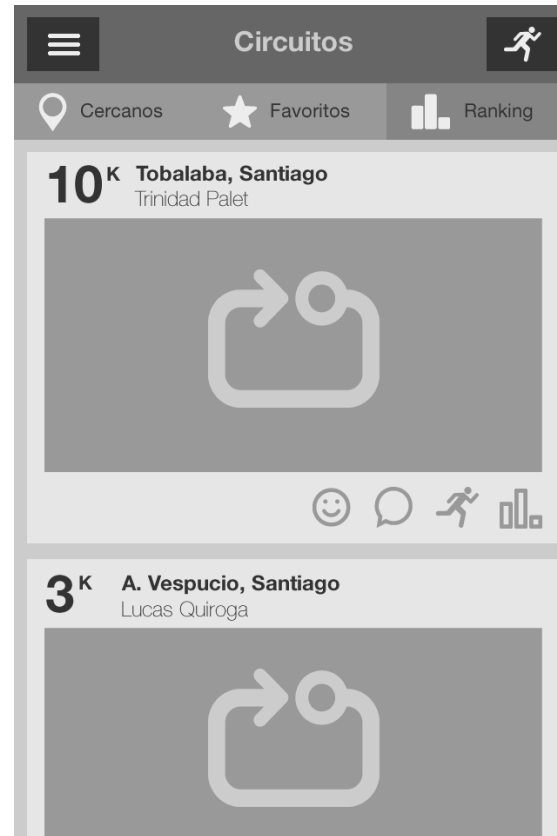 Circuitos
Cercanos Favoritos Ranking
10K Tobalaba, Santiago
Trinidad Palet
3K A. Vespucio, Santiago
Lucas Quiroga